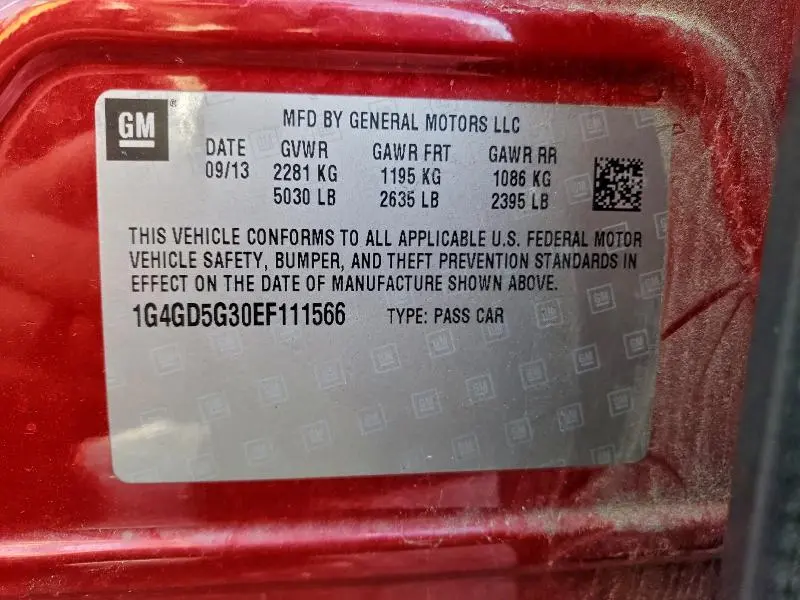 GM ®
MFD BY GENERAL MOTORS LLC
DATE GVWR GAWR FRT GAWR RR
09/13 2281 KG 1195 KG 1086 KG
5030 LB 2635 LB 2395 LB
THIS VEHICLE CONFORMS TO ALL APPLICABLE U.S. FEDERAL MOTOR
VEHICLE SAFETY, BUMPER, AND THEFT PREVENTION STANDARDS IN
EFFECT ON THE DATE OF MANUFACTURE SHOWN ABOVE.
1G4GD5G30EF111566 TYPE: PASS CAR